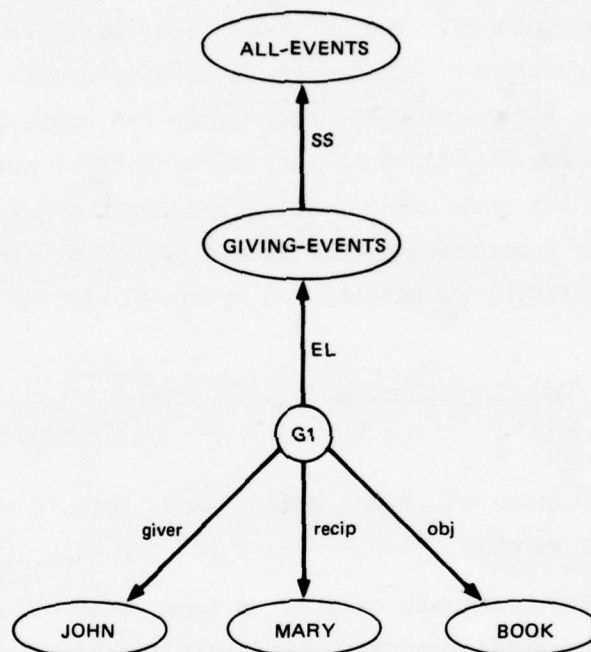 ALL-EVENTS
SS
GIVING-EVENTS
EL
G1
giver recip obj
JOHN MARY BOOK